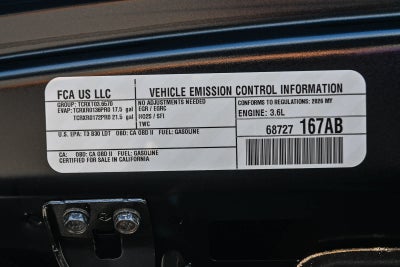 FCA US LLC
VEHICLE EMISSION CONTROL INFORMATION
GROUP: TCRXT03.6570
EVAP: TCRXR0136PR0 17.5 gal
TCRXR0172PR0 21.5 gal
NO ADJUSTMENTS NEEDED
EGR / EGRC
HO2S / SFI
TWC
CONFORMS TO REGULATIONS: 2026 MY
ENGINE: 3.6L
U.S. EPA: T3 B30 LDT OBD: CA OBD II FUEL: GASOLINE
CA: OBD: CA OBD II FUEL: GASOLINE
CERTIFIED FOR SALE IN CALIFORNIA
68727 167AB